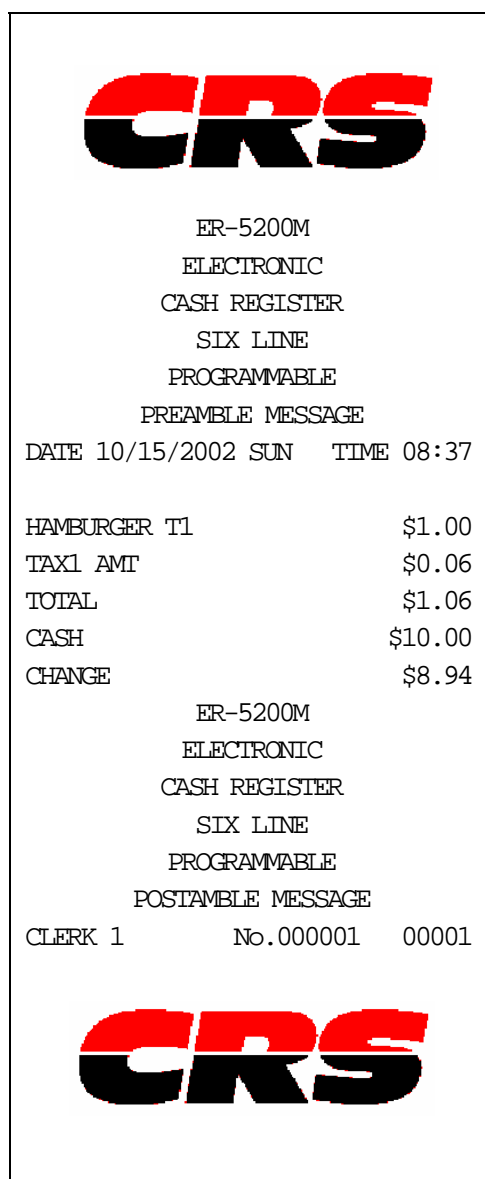 CRS
ER-5200M
ELECTRONIC
CASH REGISTER
SIX LINE
PROGRAMMABLE
PREAMBLE MESSAGE
DATE 10/15/2002 SUN TIME 08:37
HAMBURGER T1 $1.00
TAX1 AMT $0.06
TOTAL $1.06
CASH $10.00
CHANGE $8.94
ER-5200M
ELECTRONIC
CASH REGISTER
SIX LINE
PROGRAMMABLE
POSTAMBLE MESSAGE
CLERK 1 No.000001 00001
CRS